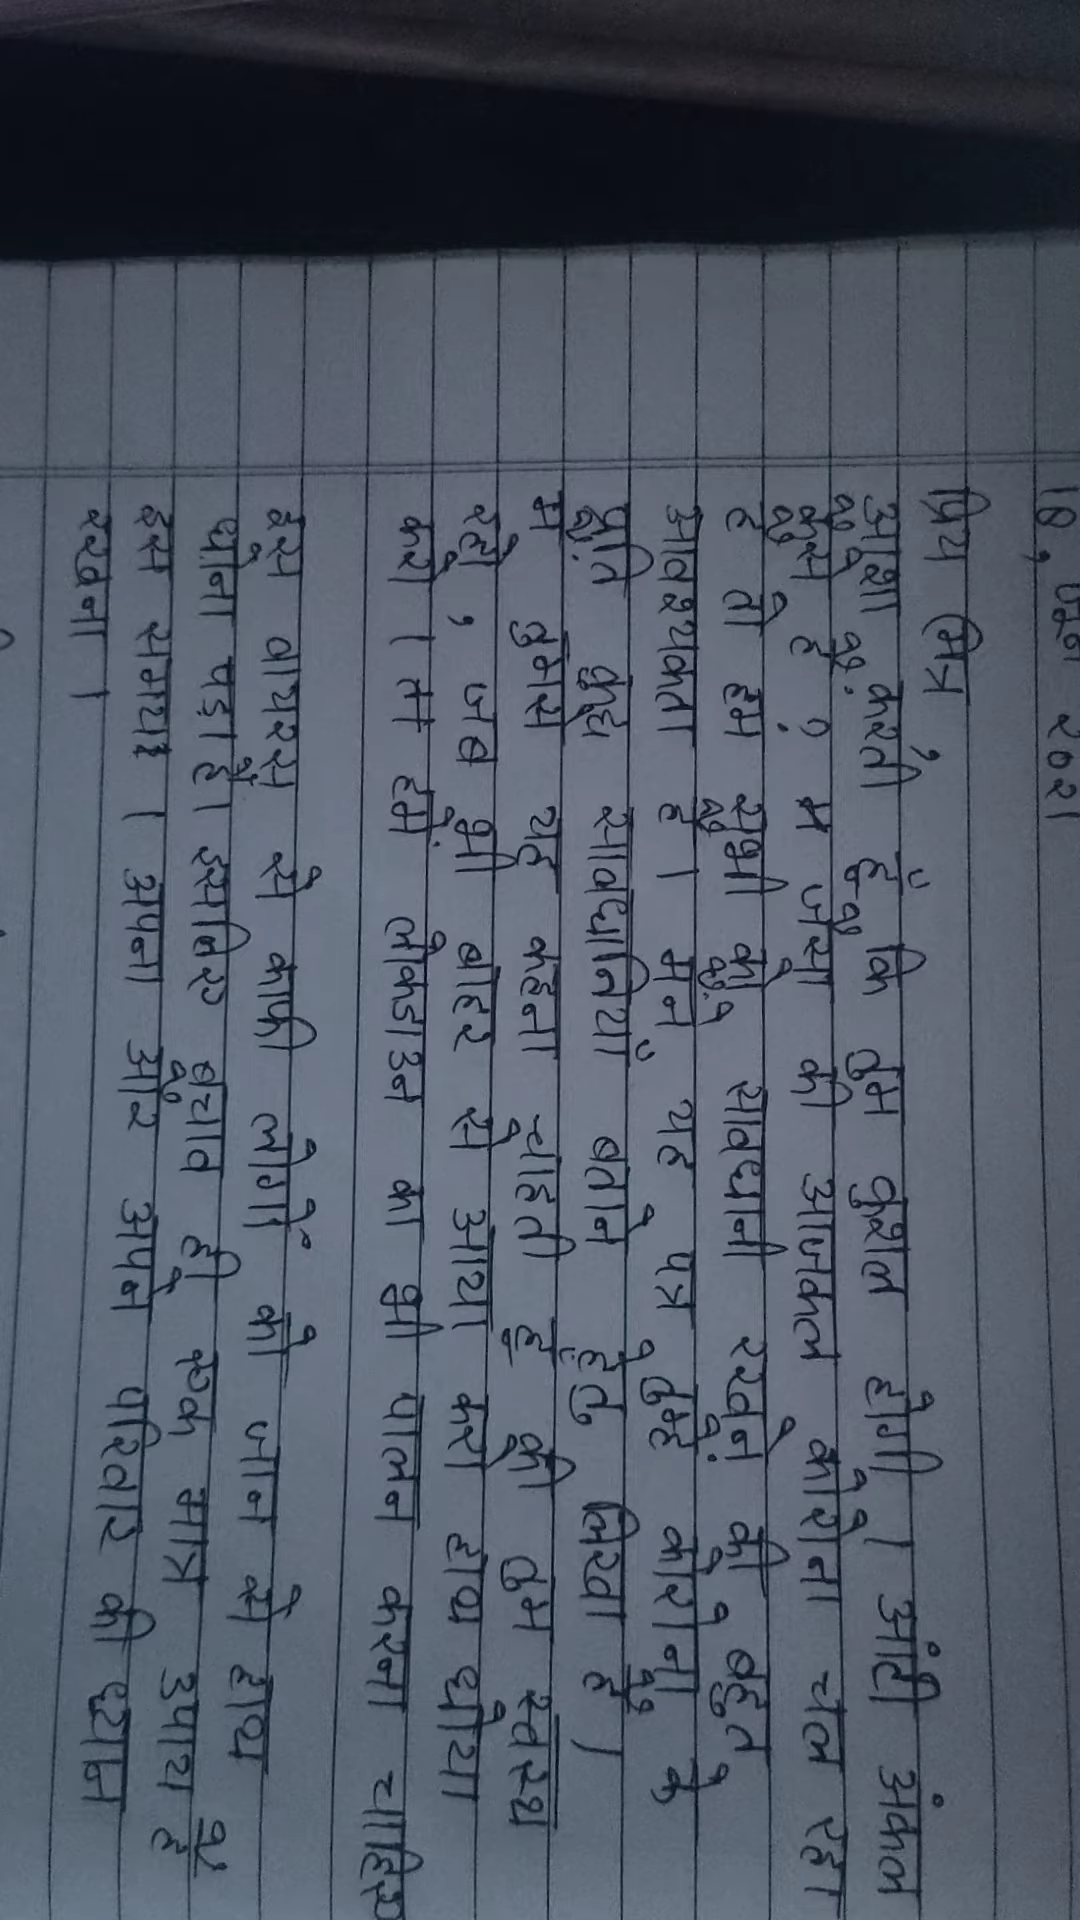 18, जून २०२१
प्रिय मित्र,
आशा करती हूँ कि तुम कुशल होगी। आंटी अंकल
कैसे हैं? मैं जैसा की आजकल कोरोना चल रहा
है तो हम सभी को सावधानी रखनें की बहुत
आवश्यकता है। मैंने यह पत्र तुम्हे कोरोना के
प्रति कुछ सावधानियाँ बताने हेतु लिखा है।
मैं तुमसे यह कहना चाहती हूँ की तुम स्वस्थ
रहो, जब भी बाहर से आया करो हाथ धोया
करो। तो हमें लोकडाउन का भी पालन करना चाहिए
इस वायरस से काफी लोगों को जान से हाथ
धोना पड़ा है। इसलिए बचाव ही एक मात्र उपाय है
इस समय। अपना और अपने परिवार की ध्यान
रखना।